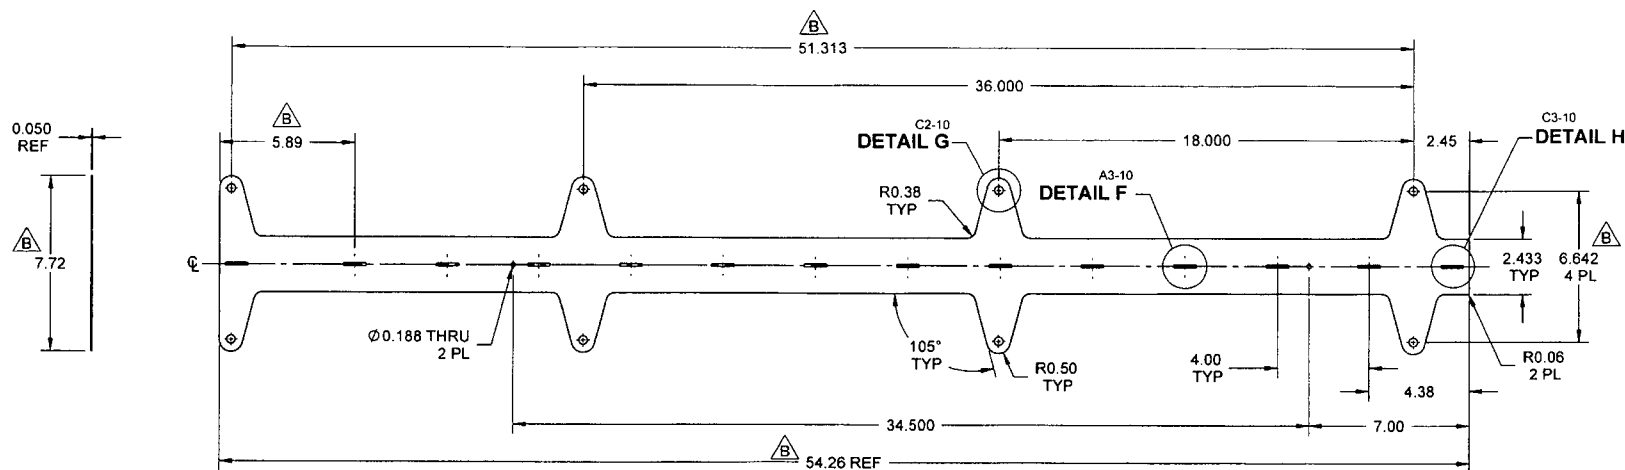 B
51.313
36.000
C2-10
DETAIL G
18.000
2.45
C3-10
DETAIL H
0.050
REF
B
5.89
A3-10
DETAIL F
R0.38
TYP
B
7.72
CL
2.433
TYP
6.642
4 PL
B
Ø0.188 THRU
2 PL
105°
TYP
R0.50
TYP
4.00
TYP
R0.06
2 PL
4.38
34.500
7.00
B
54.26 REF